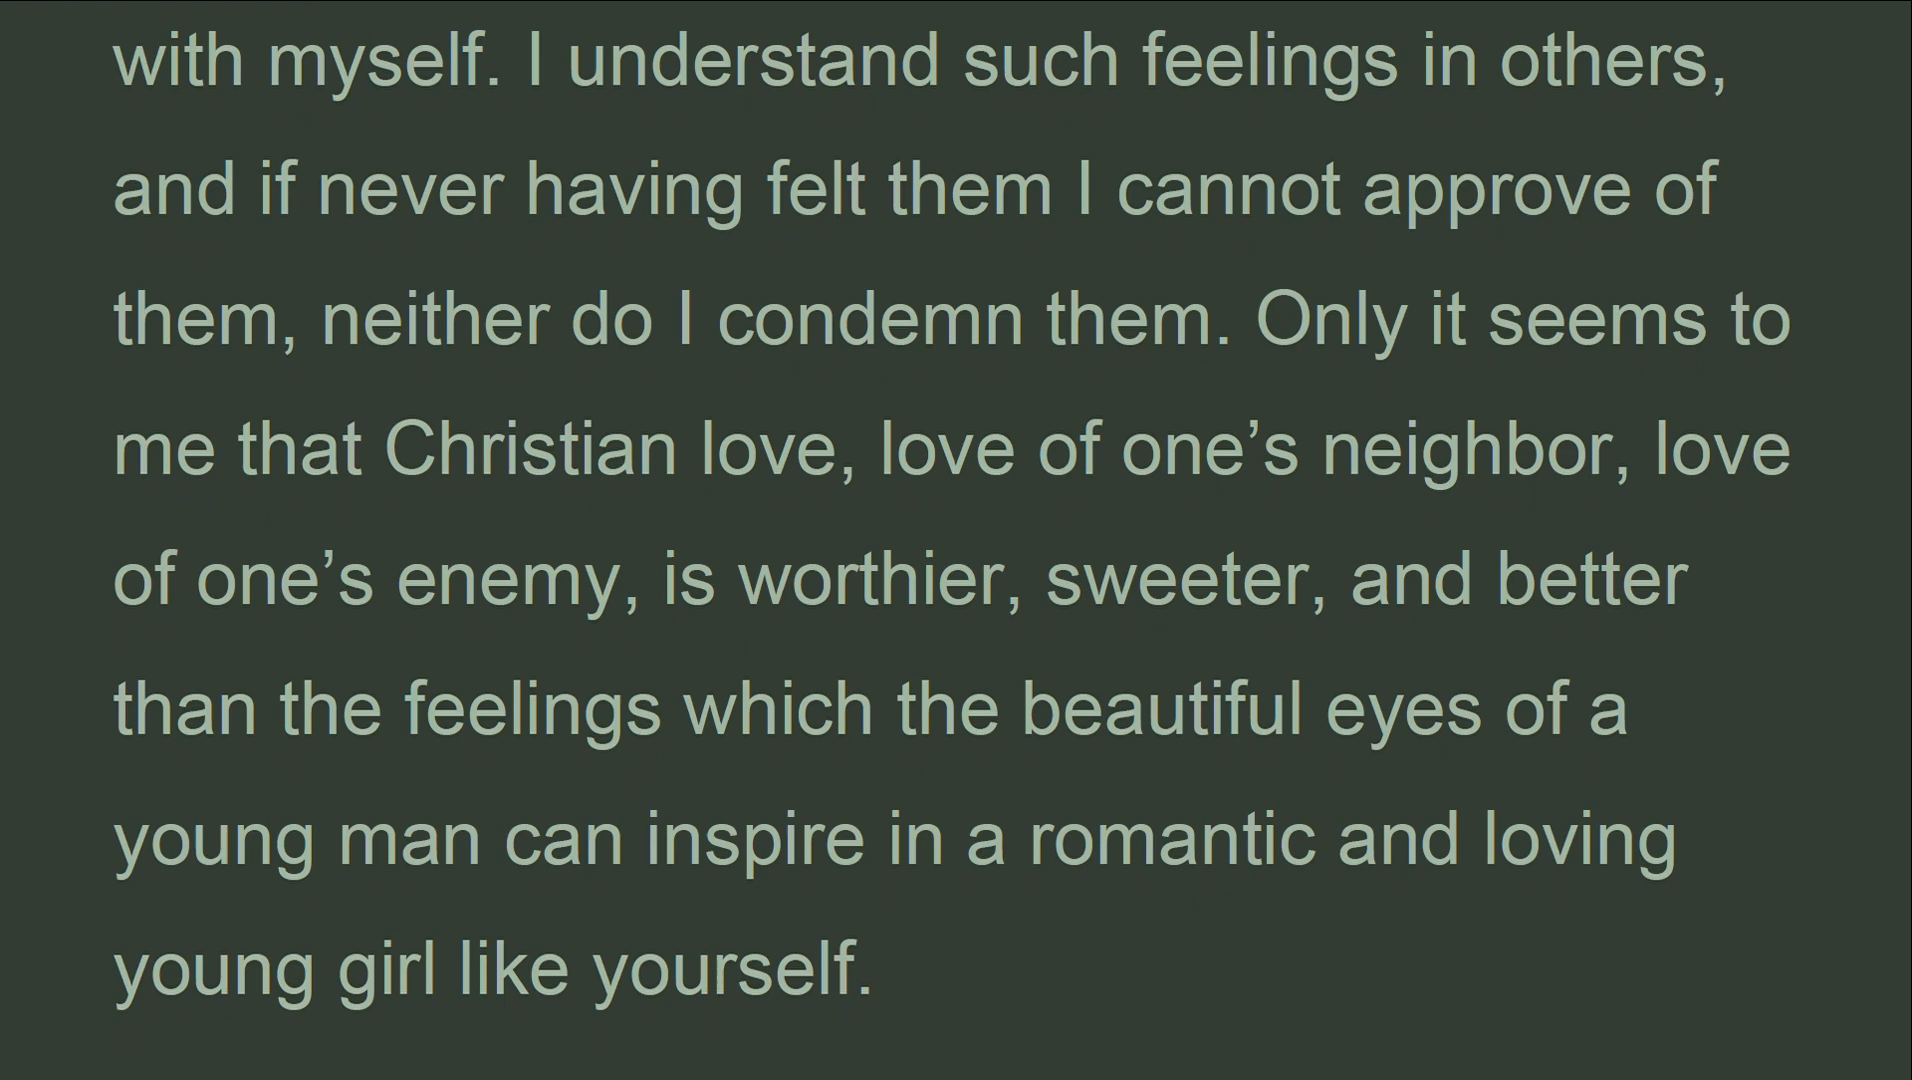 with myself. I understand such feelings in others,
and if never having felt them I cannot approve of
them, neither do I condemn them. Only it seems to
me that Christian love, love of one’s neighbor, love
of one’s enemy, is worthier, sweeter, and better
than the feelings which the beautiful eyes of a
young man can inspire in a romantic and loving
young girl like yourself.